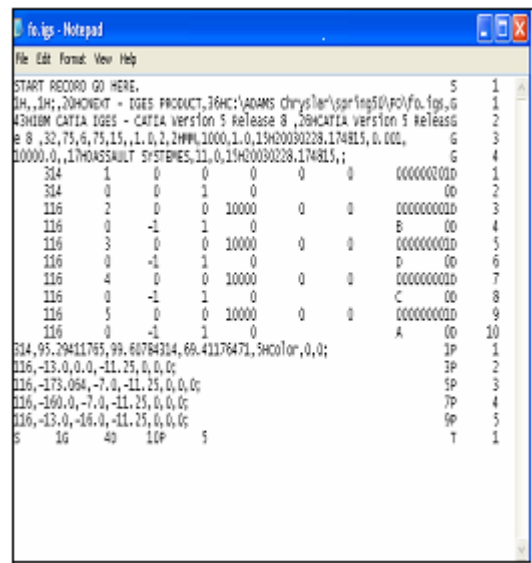 fo.igs - Notepad
File Edit Format View Help
START RECORD GO HERE. S 1
1H,,1H;,20HCNEXT - IGES PRODUCT,36HC:\ADAMS Chrysler\spring50\PO\fo.igs,G 1
43HIBM CATIA IGES - CATIA Version 5 Release 8 ,26HCATIA Version 5 ReleasG 2
e 8 ,32,75,6,75,15,,1.0,2,2HMM,1000,1.0,15H20030228.174815,0.001, G 3
10000.0,,17HDASSAULT SYSTEMES,11,0,15H20030228.174815,; G 4
314 1 0 0 0 0 0 000000201D 1
314 0 0 1 0 0D 2
116 2 0 0 10000 0 0 000000001D 3
116 0 -1 1 0 B 0D 4
116 3 0 0 10000 0 0 000000001D 5
116 0 -1 1 0 D 0D 6
116 4 0 0 10000 0 0 000000001D 7
116 0 -1 1 0 C 0D 8
116 5 0 0 10000 0 0 000000001D 9
116 0 -1 1 0 A 0D 10
314,95.29411765,99.60784314,69.41176471,5HColor,0,0; 1P 1
116,-13.0,0.0,-11.25,0,0,0; 3P 2
116,-173.064,-7.0,-11.25,0,0,0; 5P 3
116,-160.0,-7.0,-11.25,0,0,0; 7P 4
116,-13.0,-16.0,-11.25,0,0,0; 9P 5
S 1G 4D 10P 5 T 1